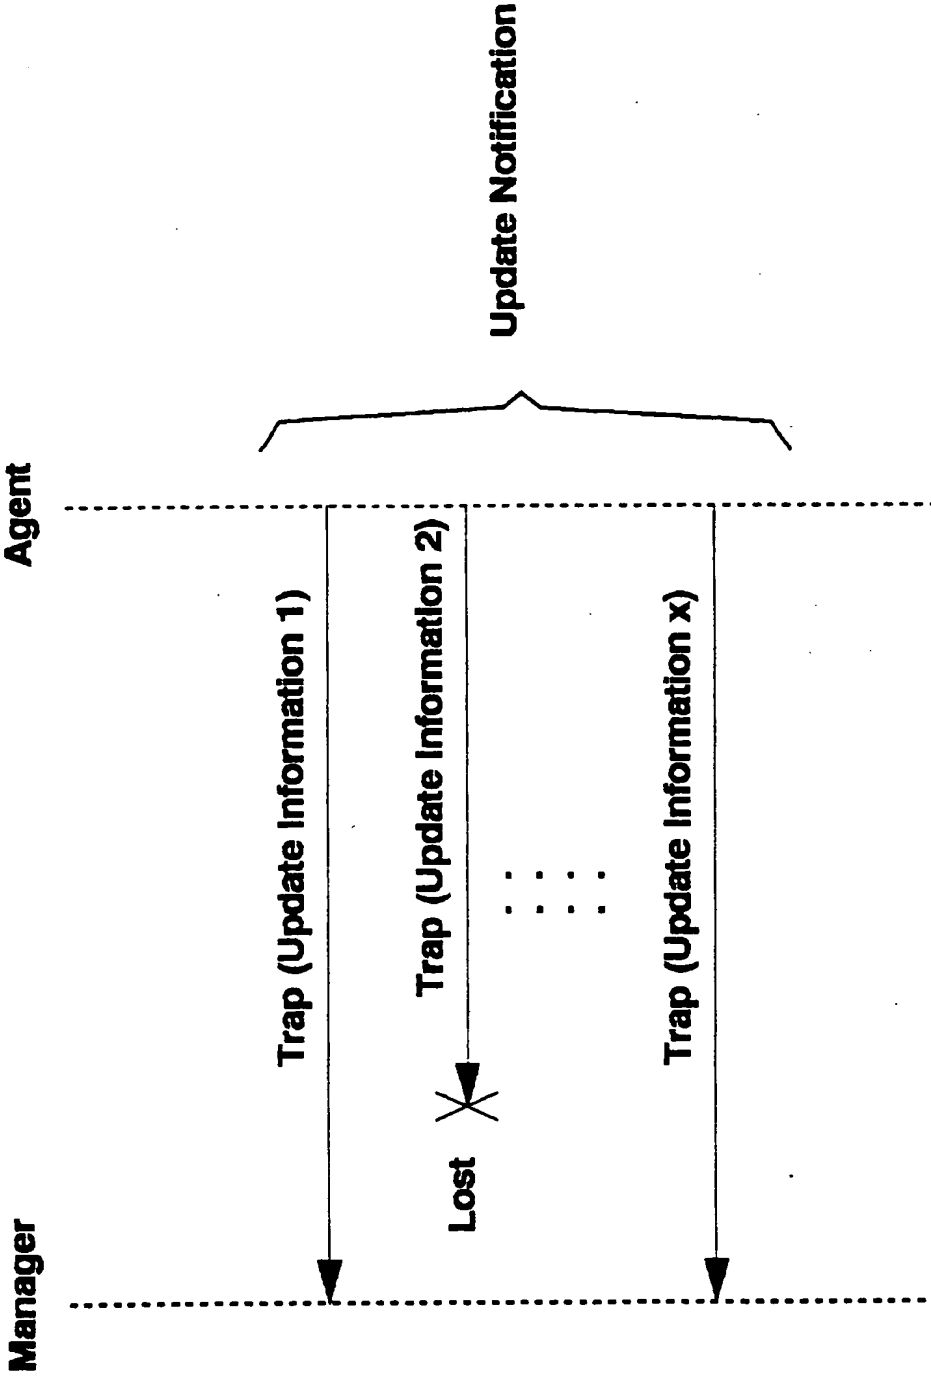 Manager
Agent
Trap (Update Information 1)
Trap (Update Information 2)
Lost
Trap (Update Information x)
Update Notification